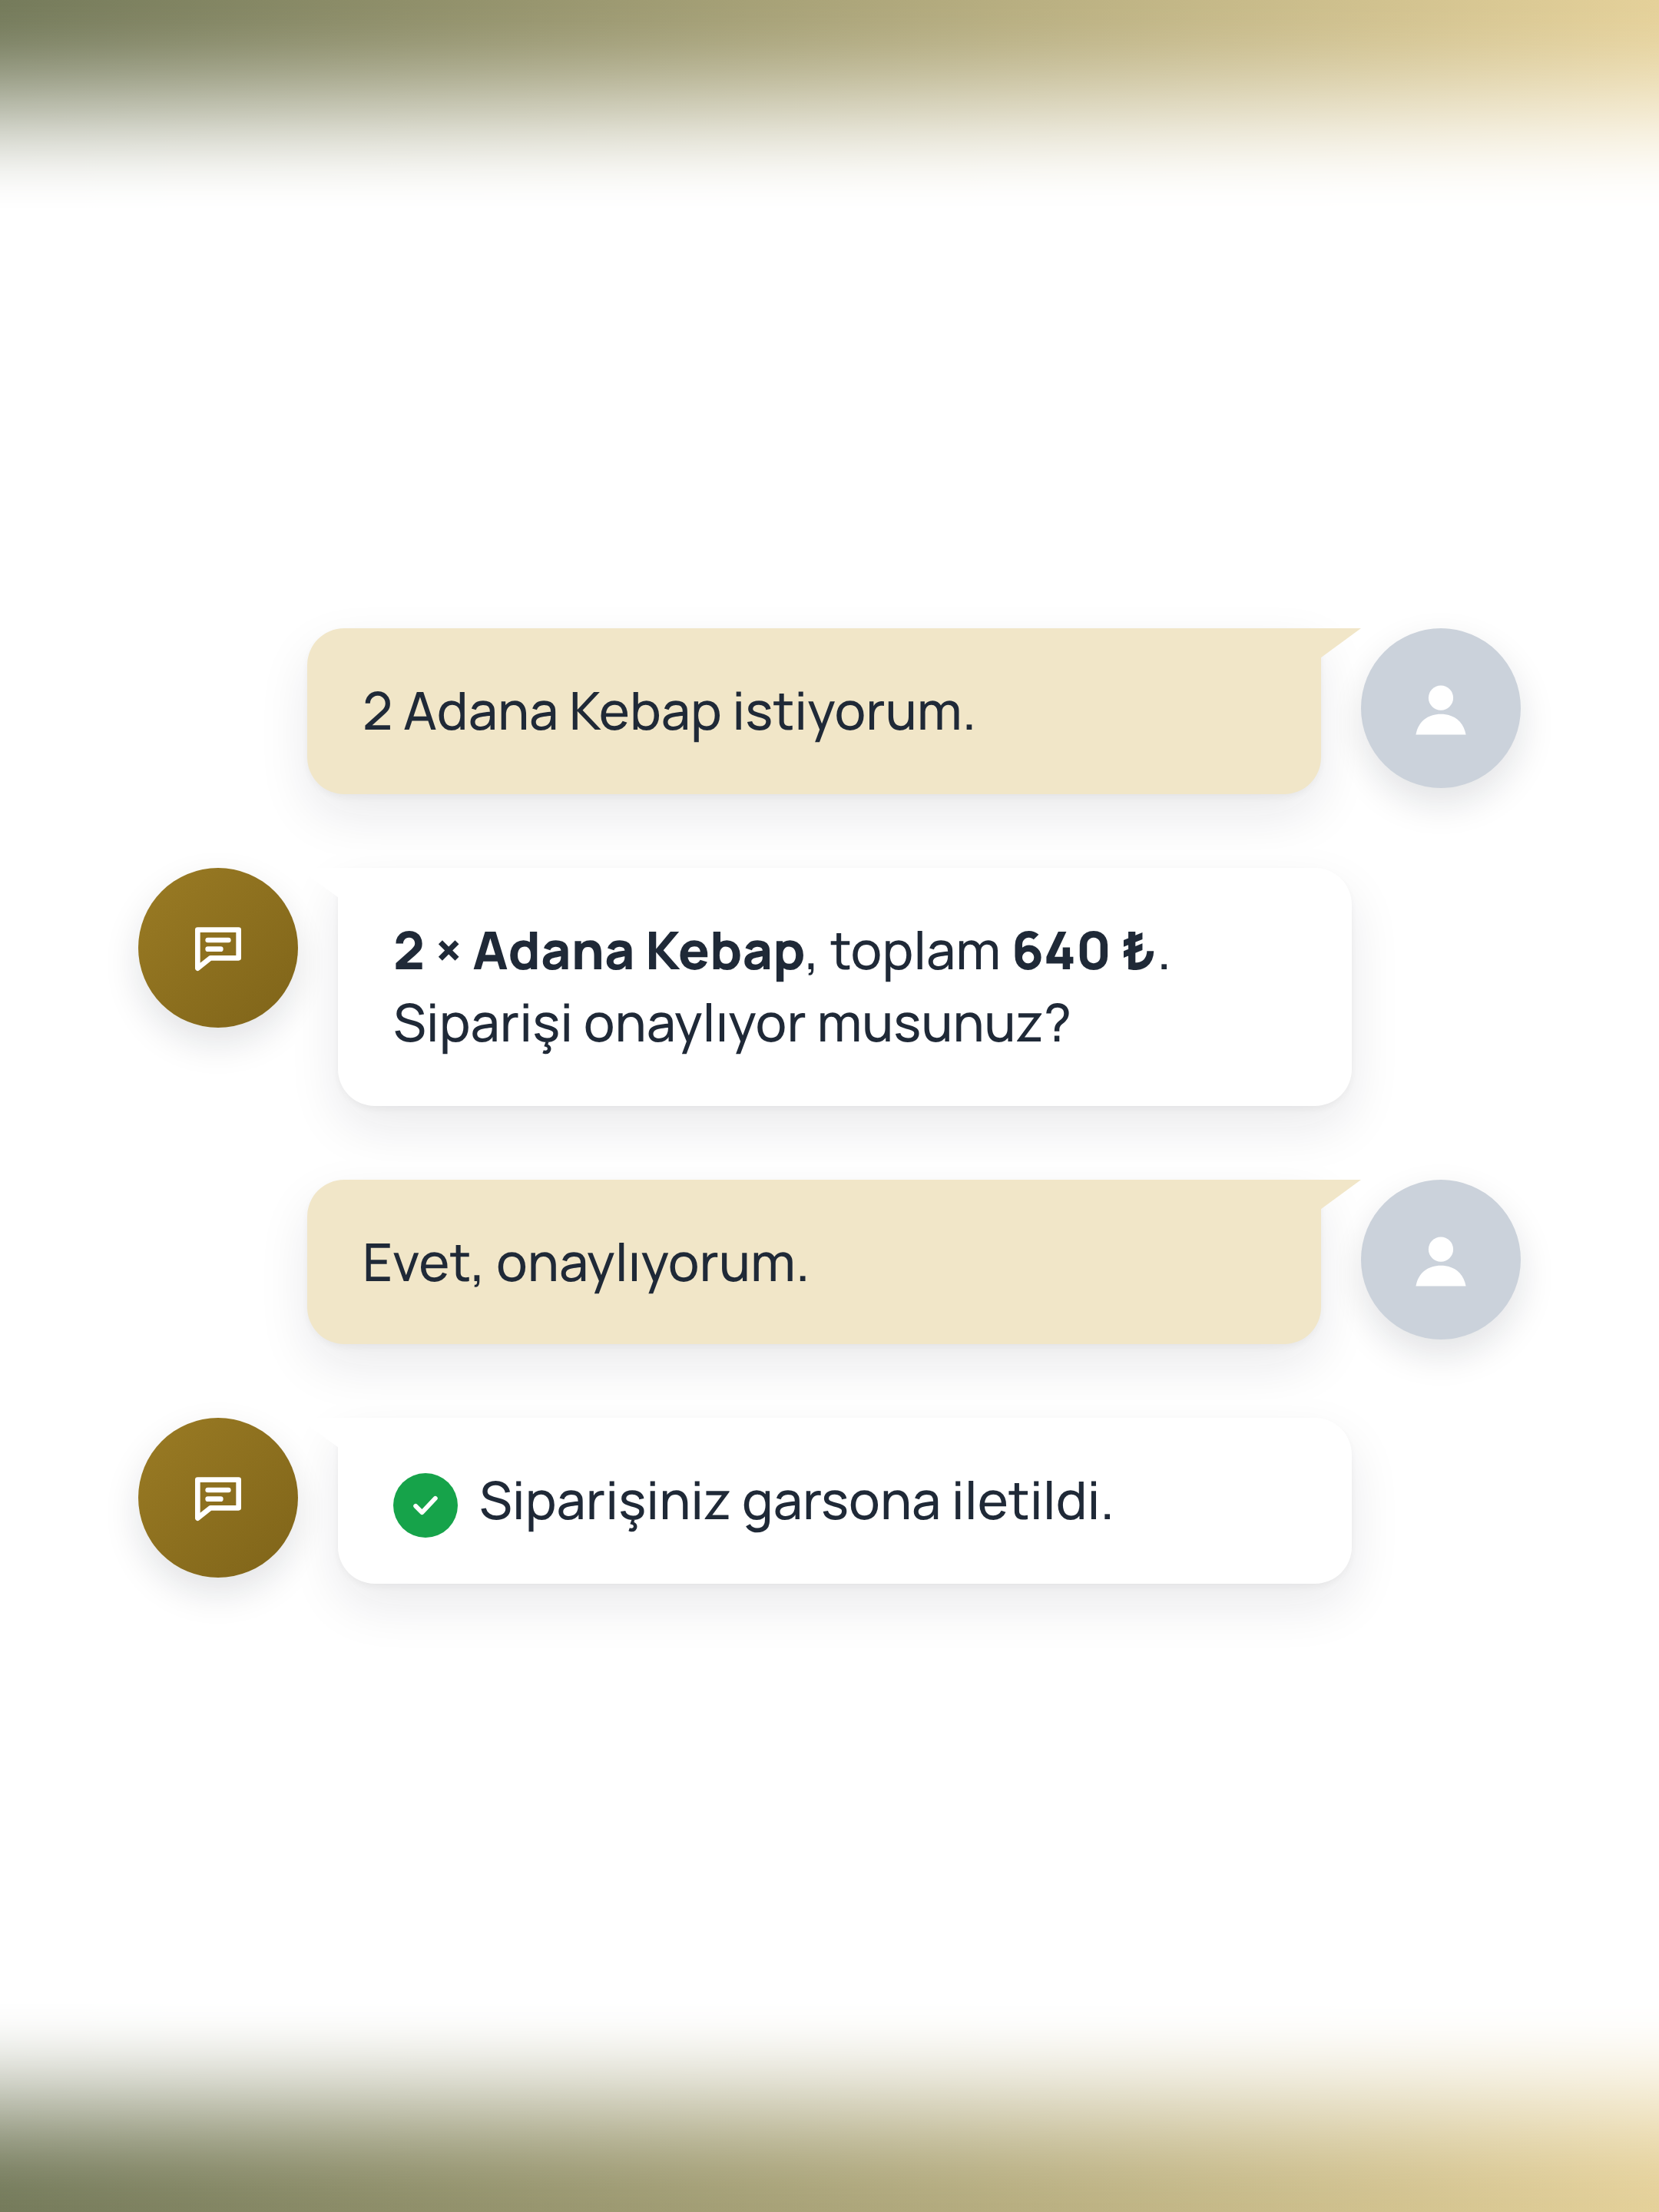 2 Adana Kebap istiyorum.
2 × Adana Kebap, toplam 640 ₺.
Siparişi onaylıyor musunuz?
Evet, onaylıyorum.
Siparişiniz garsona iletildi.